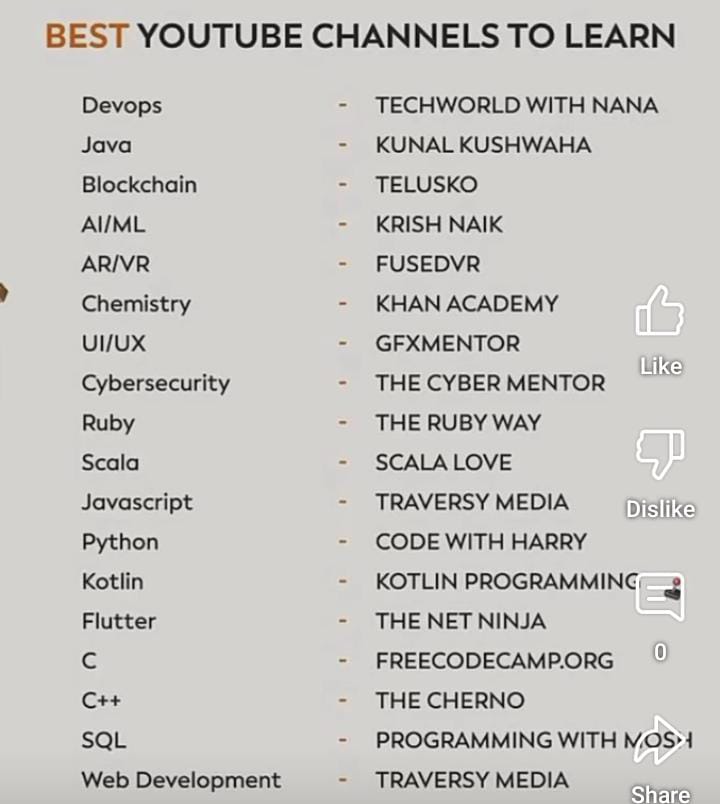 BEST YOUTUBE CHANNELS TO LEARN
Devops - TECHWORLD WITH NANA
Java - KUNAL KUSHWAHA
Blockchain - TELUSKO
AI/ML - KRISH NAIK
AR/VR - FUSEDVR
Chemistry - KHAN ACADEMY
UI/UX - GFXMENTOR
Like
Cybersecurity - THE CYBER MENTOR
Ruby - THE RUBY WAY
Scala - SCALA LOVE
Javascript - TRAVERSY MEDIA
Dislike
Python - CODE WITH HARRY
Kotlin - KOTLIN PROGRAMMING
Flutter - THE NET NINJA
0
C - FREECODECAMP.ORG
C++ - THE CHERNO
SQL - PROGRAMMING WITH MOSH
Web Development - TRAVERSY MEDIA
Share